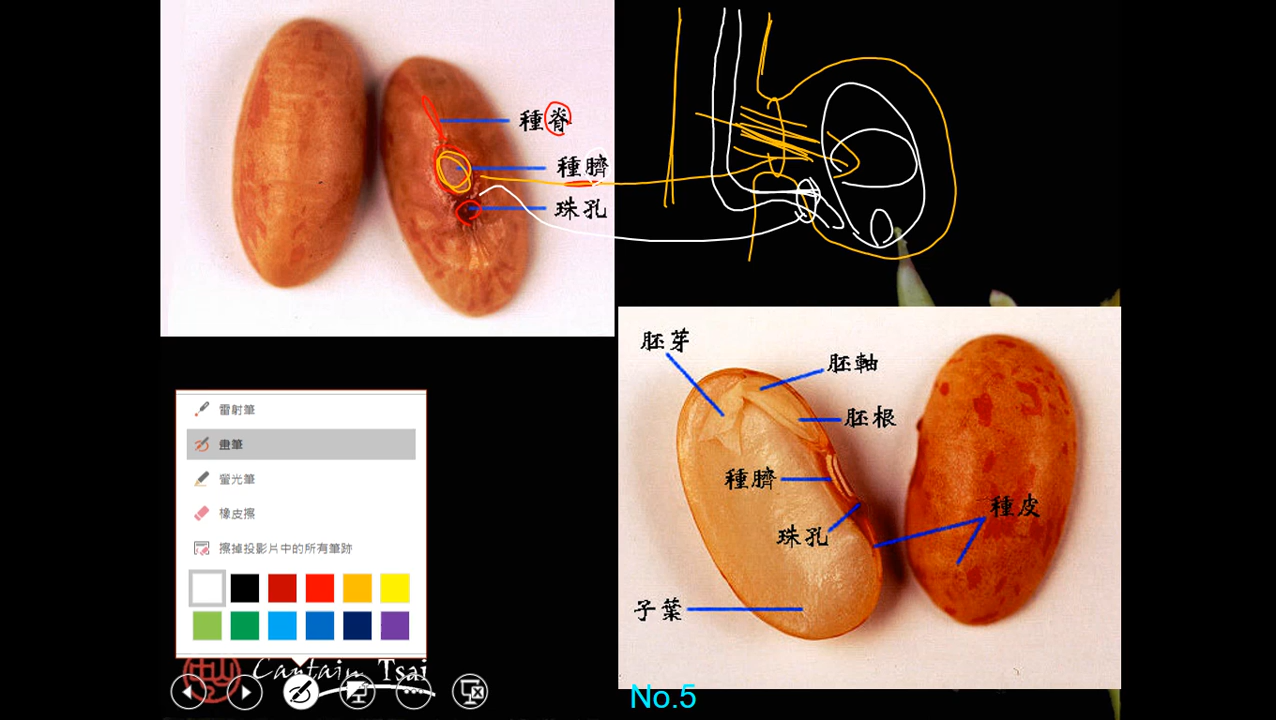 種脊
種臍
珠孔
胚芽
胚軸
胚根
種臍
珠孔
種皮
子葉
雷射筆
畫筆
螢光筆
橡皮擦
擦掉投影片中的所有筆跡
Captain Tsai
No.5